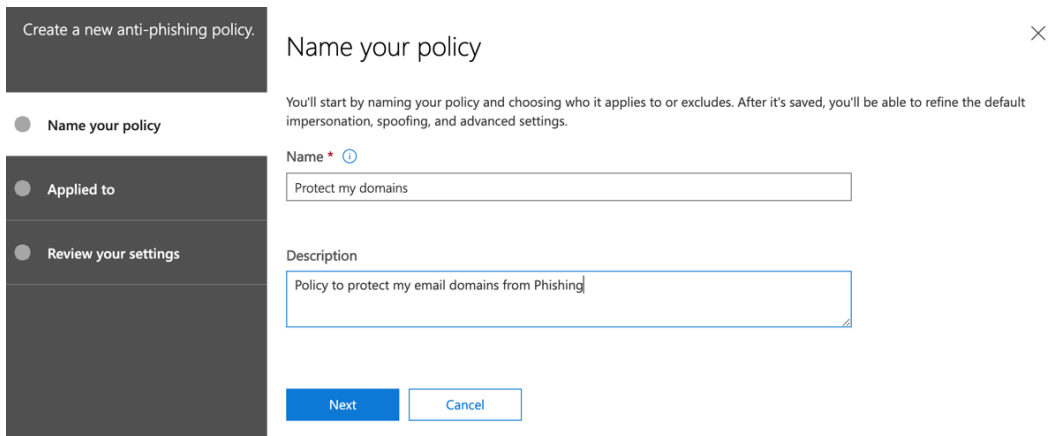 Create a new anti-phishing policy.
Name your policy
Applied to
Review your settings
Name your policy
You'll start by naming your policy and choosing who it applies to or excludes. After it's saved, you'll be able to refine the default
impersonation, spoofing, and advanced settings.
Name *
Protect my domains
Description
Policy to protect my email domains from Phishing
Next
Cancel